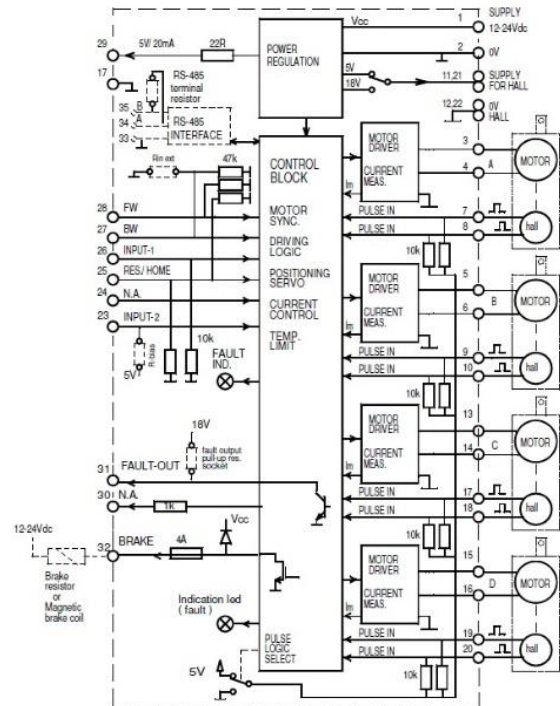 SUPPLY
Vcc
1
12-24Vdc
29
5V/ 20mA
22R
POWER
REGULATION
2
0V
17
RS-485
terminal
resistor
5V
18V
11,21
SUPPLY
FOR HALL
35
B
34
A
33
RS-485
INTERFACE
12,22
0V
HALL
Rin ext
47k
CONTROL
BLOCK
MOTOR
DRIVER
CURRENT
MEAS.
Im
3
4
A
MOTOR
28
FW
MOTOR
SYNC.
PULSE IN
7
PULSE IN
8
hall
27
BW
DRIVING
LOGIC
10k
26
INPUT-1
25
RES./ HOME
POSITIONING
SERVO
MOTOR
DRIVER
CURRENT
MEAS.
Im
5
6
B
MOTOR
24
N.A.
CURRENT
CONTROL
23
INPUT-2
TEMP.
LIMIT
R-bias
5V
10k
FAULT
IND.
PULSE IN
9
PULSE IN
10
hall
10k
18V
fault output
pull-up res.
socket
MOTOR
DRIVER
CURRENT
MEAS.
Im
13
14
C
MOTOR
31
FAULT-OUT
30
N.A.
1k
PULSE IN
17
PULSE IN
18
hall
10k
12-24Vdc
32
BRAKE
4A
Vcc
Brake
resistor
or
Magnetic
brake coil
MOTOR
DRIVER
CURRENT
MEAS.
Im
15
16
D
MOTOR
Indication led
( fault )
PULSE
LOGIC
SELECT
5V
PULSE IN
19
PULSE IN
20
hall
10k